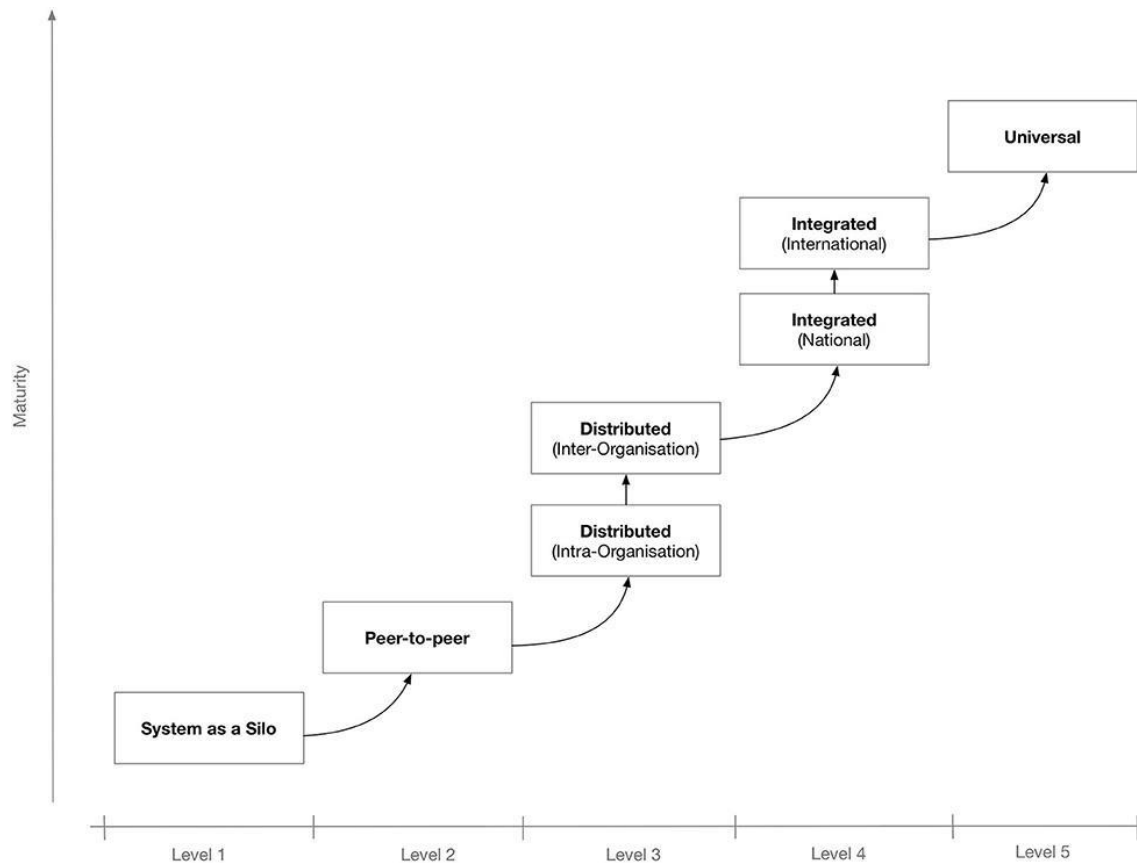 Universal
Integrated
(International)
Integrated
(National)
Distributed
(Inter-Organisation)
Distributed
(Intra-Organisation)
Peer-to-peer
System as a Silo
Maturity
Level 1
Level 2
Level 3
Level 4
Level 5